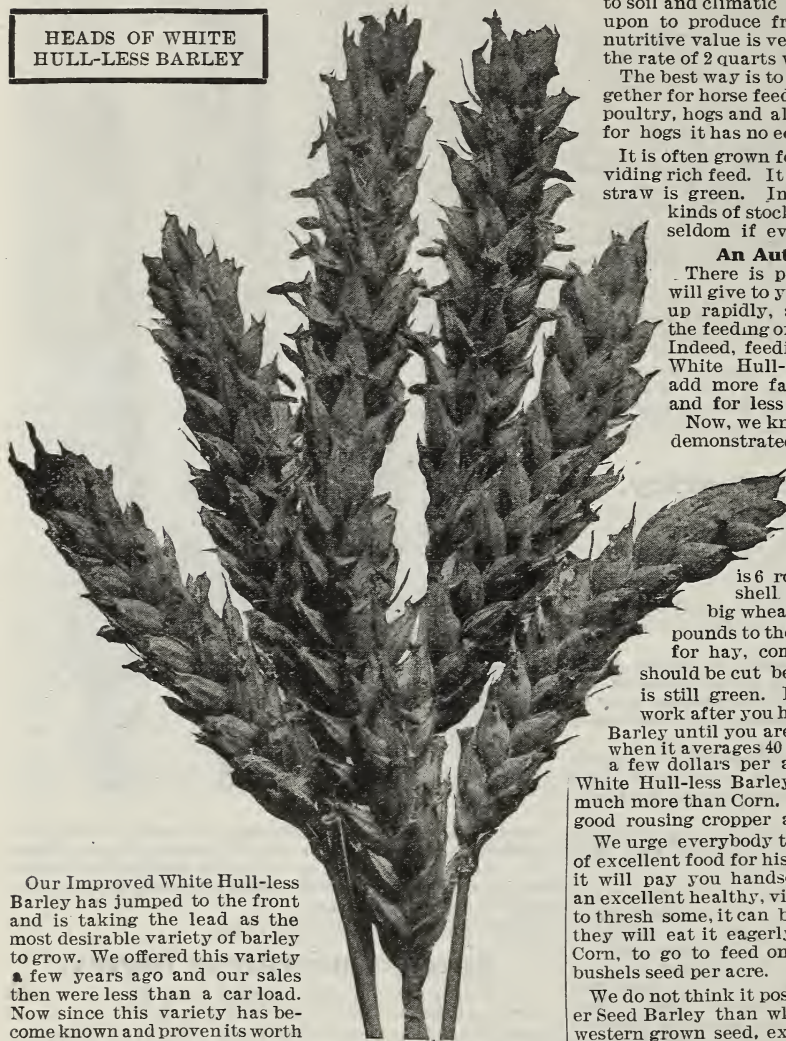 HEADS OF WHITE
HULL-LESS BARLEY
Our Improved White Hull-less
Barley has jumped to the front
and is taking the lead as the
most desirable variety of barley
to grow. We offered this variety
a few years ago and our sales
then were less than a car load.
Now since this variety has be-
come known and proven its worth
to soil and climatic
upon to produce fr
nutritive value is ve
the rate of 2 quarts
The best way is to
gether for horse feed
poultry, hogs and al
for hogs it has no e
It is often grown f
viding rich feed. It
straw is green. In
kinds of stoc
seldom if ev
An Aut
There is p
will give to y
up rapidly,
the feeding o
Indeed, feedi
White Hull-
add more fa
and for less
Now, we kn
demonstrate
is 6 r
shell
big whea
pounds to the
for hay, con
should be cut be
is still green.
work after you h
Barley until you are
when it averages 40
a few dollars per a
White Hull-less Barley
much more than Corn.
good rousing cropper a
We urge everybody t
of excellent food for his
it will pay you hands
an excellent healthy, vi
to thresh some, it can b
they will eat it eagerly
Corn, to go to feed on
bushels seed per acre.
We do not think it pos
er Seed Barley than w
western grown seed, ex